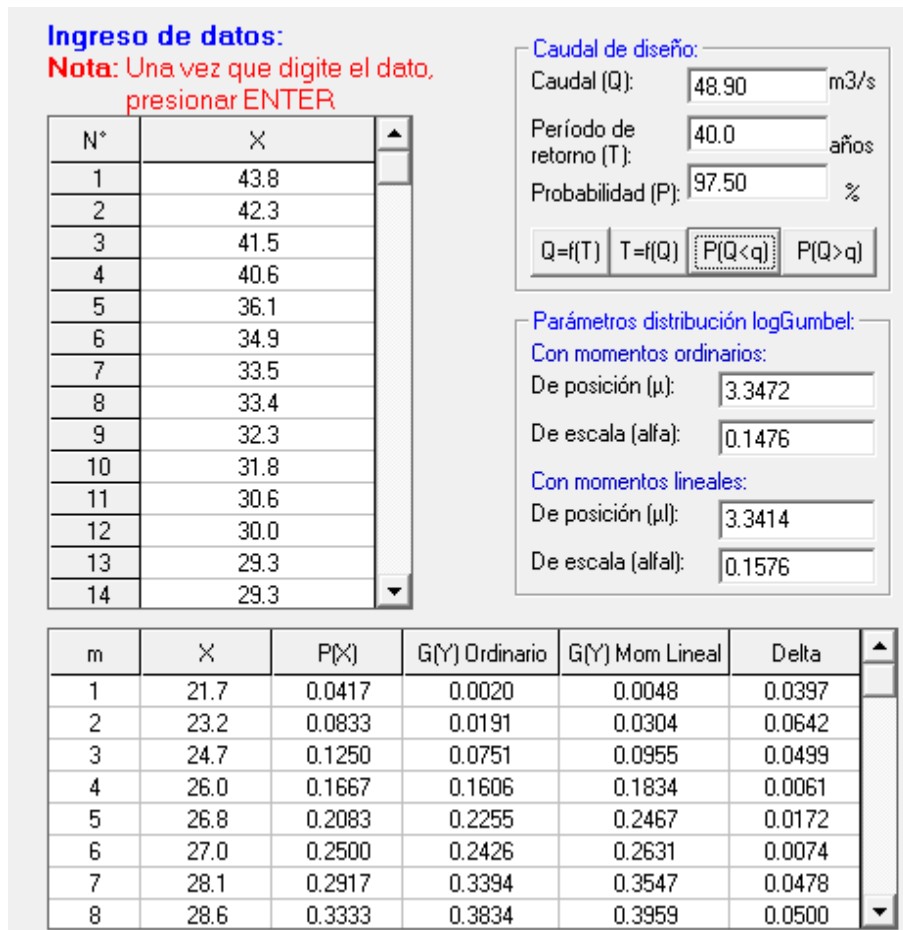 Ingreso de datos:
Nota: Una vez que digite el dato,
presionar ENTER
N° X
1 43.8
2 42.3
3 41.5
4 40.6
5 36.1
6 34.9
7 33.5
8 33.4
9 32.3
10 31.8
11 30.6
12 30.0
13 29.3
14 29.3
Caudal de diseño:
Caudal (Q): 48.90 m3/s
Período de
retorno (T): 40.0 años
Probabilidad (P): 97.50 %
Q=f(T) T=f(Q) P(Q<q) P(Q>q)
Parámetros distribución logGumbel:
Con momentos ordinarios:
De posición (µ): 3.3472
De escala (alfa): 0.1476
Con momentos lineales:
De posición (µl): 3.3414
De escala (alfal): 0.1576
m X P(X) G(Y) Ordinario G(Y) Mom Lineal Delta
1 21.7 0.0417 0.0020 0.0048 0.0397
2 23.2 0.0833 0.0191 0.0304 0.0642
3 24.7 0.1250 0.0751 0.0955 0.0499
4 26.0 0.1667 0.1606 0.1834 0.0061
5 26.8 0.2083 0.2255 0.2467 0.0172
6 27.0 0.2500 0.2426 0.2631 0.0074
7 28.1 0.2917 0.3394 0.3547 0.0478
8 28.6 0.3333 0.3834 0.3959 0.0500